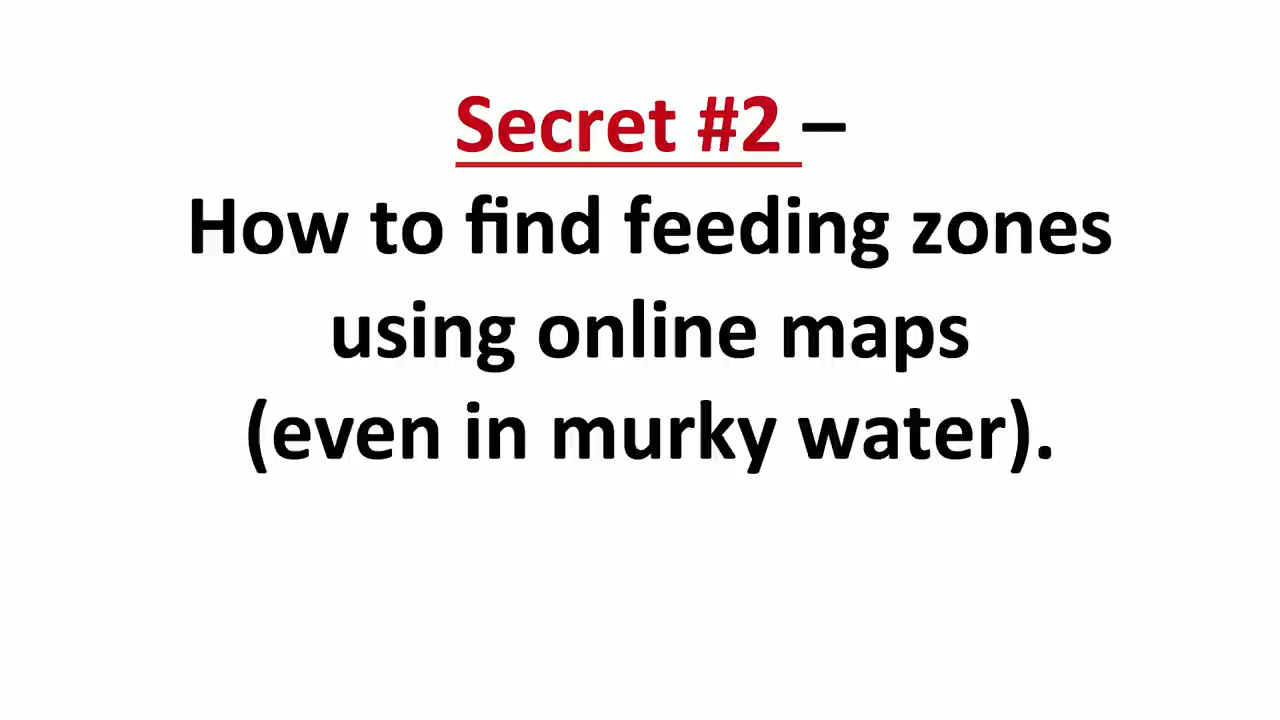 Secret #2 –
How to find feeding zones
using online maps
(even in murky water).